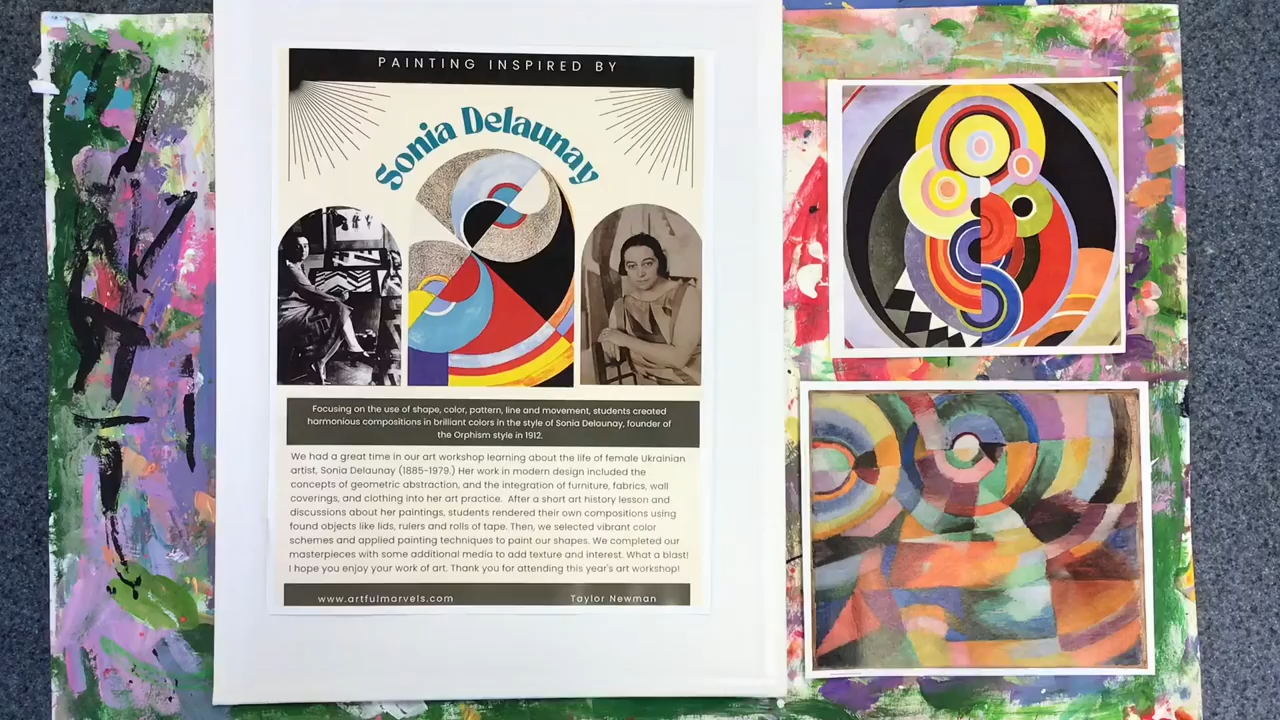 PAINTING INSPIRED BY
Sonia Delaunay
Focusing on the use of shape, color, pattern, line and movement, students created
harmonious compositions in brilliant colors in the style of Sonia Delaunay, founder of
the Orphism style in 1912.
We had a great time in our art workshop learning about the life of female Ukrainian
artist, Sonia Delaunay (1885-1979.) Her work in modern design included the
concepts of geometric abstraction, and the integration of furniture, fabrics, wall
coverings, and clothing into her art practice. After a short art history lesson and
discussions about her paintings, students rendered their own compositions using
found objects like lids, rulers and rolls of tape. Then, we selected vibrant color
schemes and applied painting techniques to paint our shapes. We completed our
masterpieces with some additional media to add texture and interest. What a blast!
I hope you enjoy your work of art. Thank you for attending this year's art workshop!
www.artfulmarvels.com
Taylor Newman